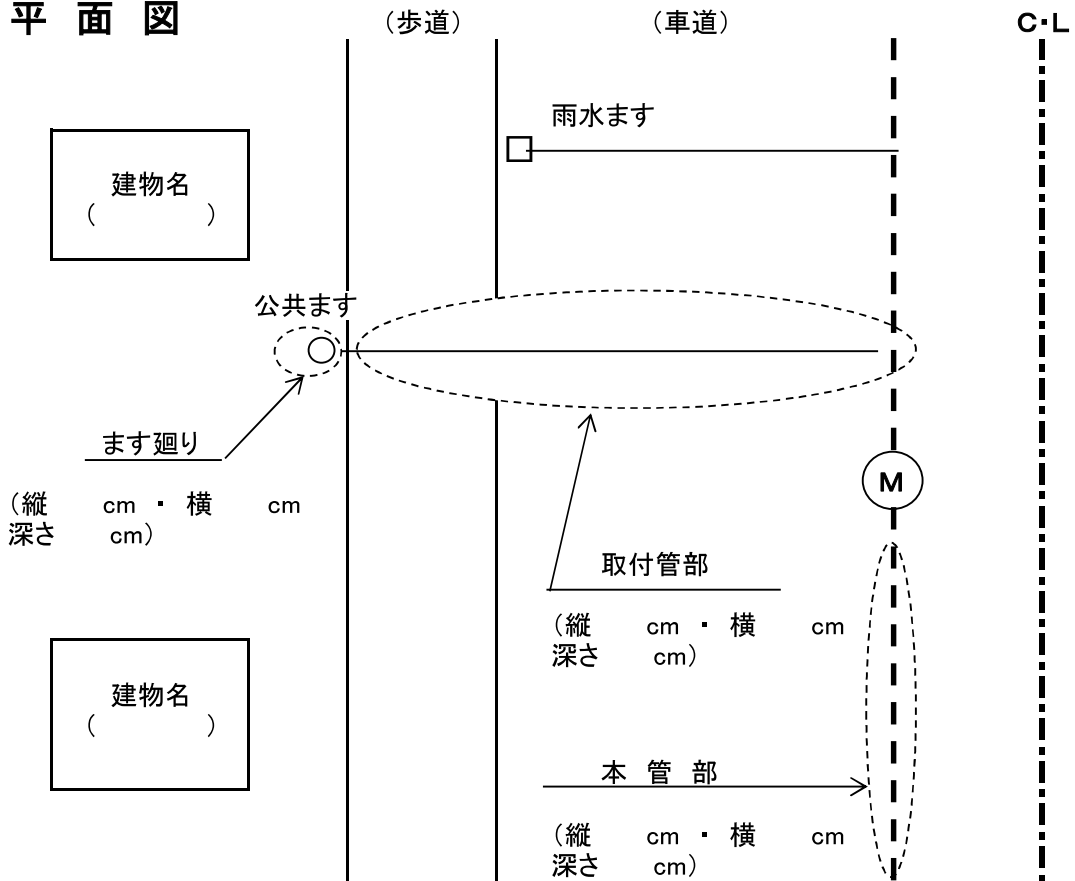 平 面 図
（歩道）
（車道）
C・L
雨水ます
建物名
（　　　　）
公共ます
ます廻り
（縦　　cm ・ 横　　cm
深さ　　cm）
M
取付管部
（縦　　cm ・ 横　　cm
深さ　　cm）
建物名
（　　　　）
本 管 部
（縦　　cm ・ 横　　cm
深さ　　cm）